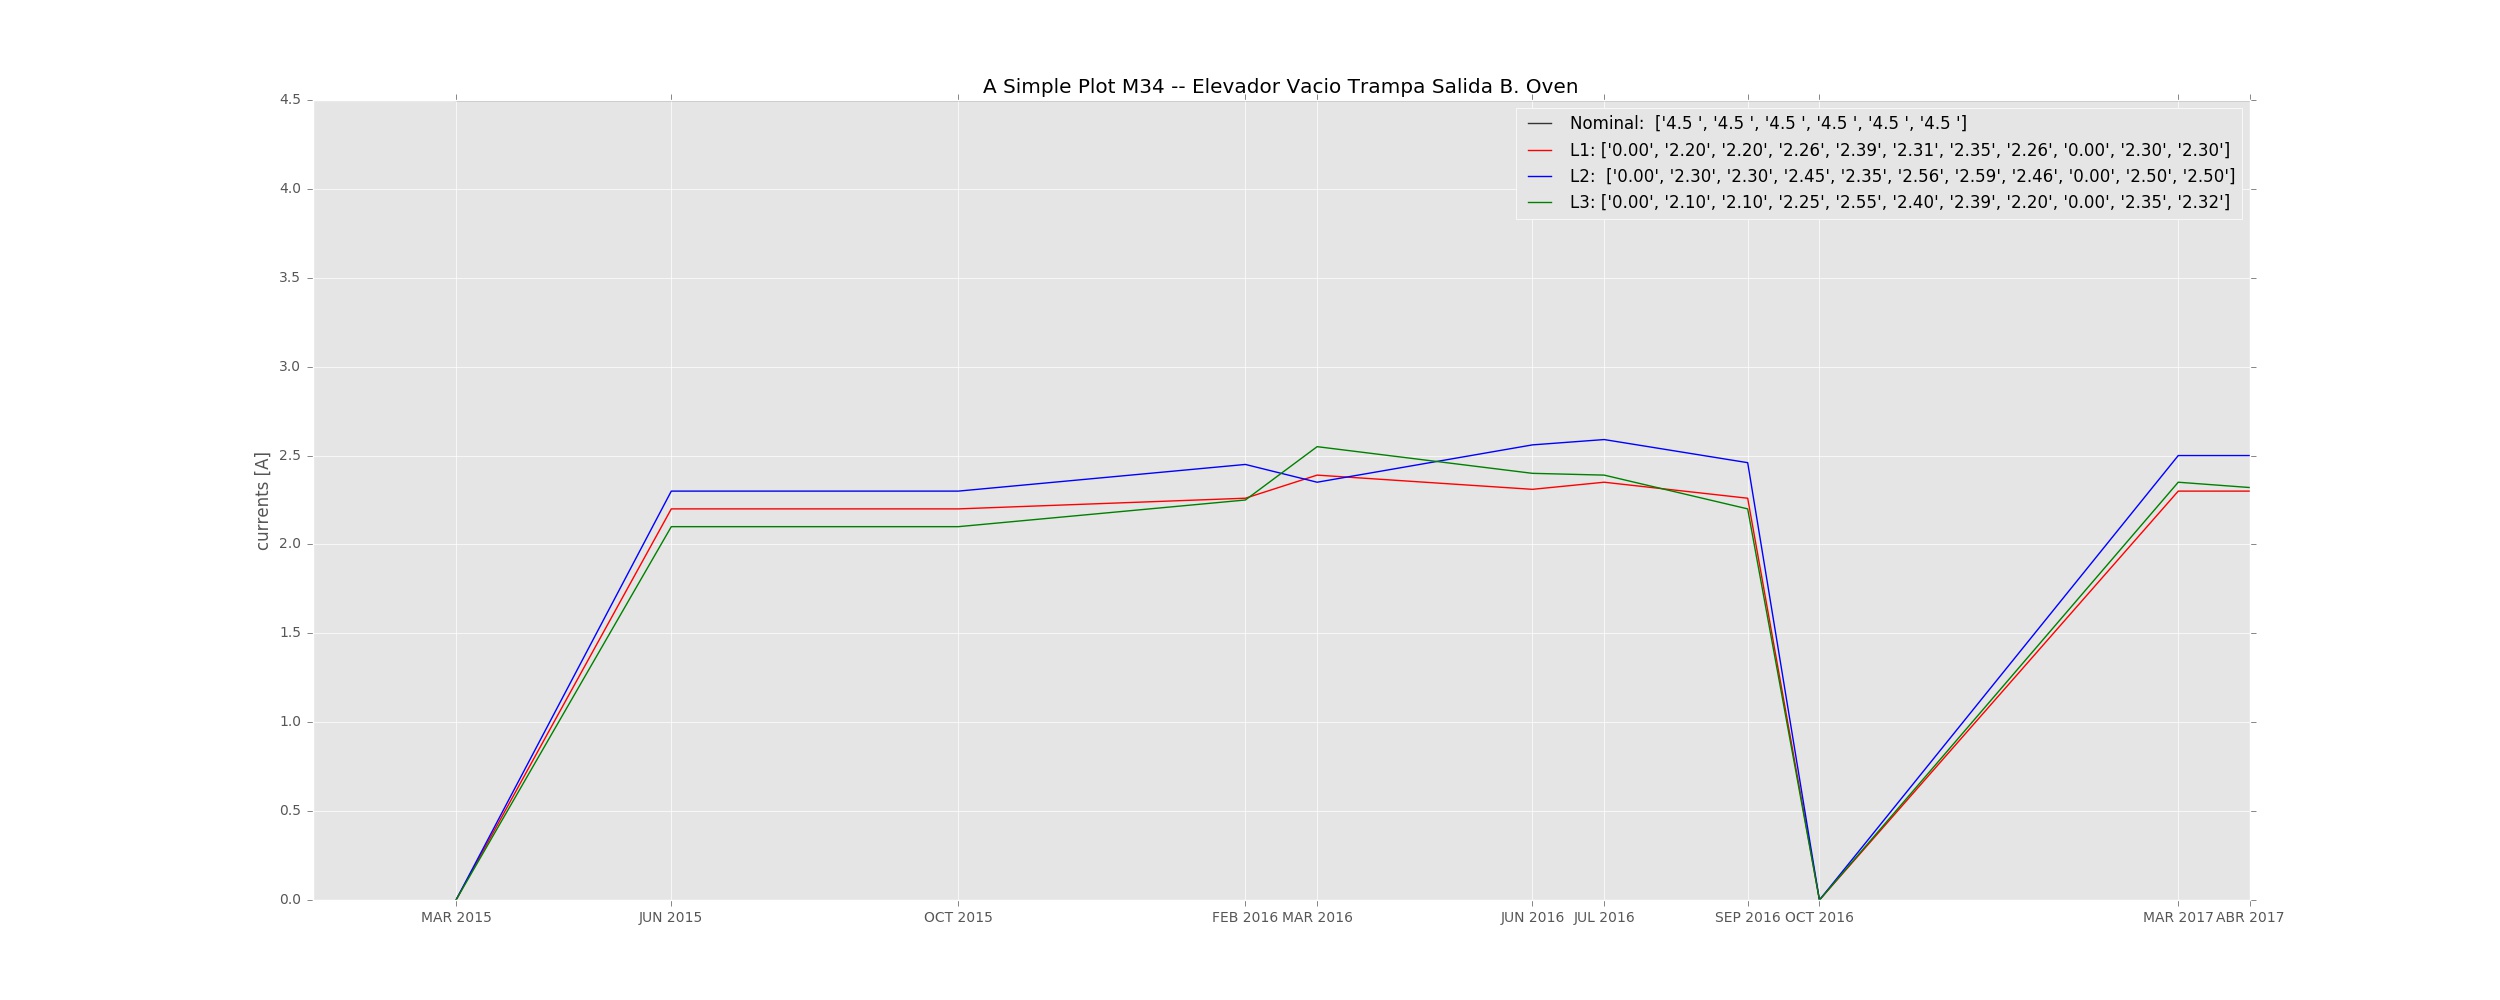 A Simple Plot M34 -- Elevador Vacio Trampa Salida B. Oven
Nominal:  ['4.5 ', '4.5 ', '4.5 ', '4.5 ', '4.5 ', '4.5 ']
L1: ['0.00', '2.20', '2.20', '2.26', '2.39', '2.31', '2.35', '2.26', '0.00', '2.30', '2.30']
L2:  ['0.00', '2.30', '2.30', '2.45', '2.35', '2.56', '2.59', '2.46', '0.00', '2.50', '2.50']
L3: ['0.00', '2.10', '2.10', '2.25', '2.55', '2.40', '2.39', '2.20', '0.00', '2.35', '2.32']
currents [A]
4.5
4.0
3.5
3.0
2.5
2.0
1.5
1.0
0.5
0.0
MAR 2015 JUN 2015 OCT 2015 FEB 2016 MAR 2016 JUN 2016 JUL 2016 SEP 2016 OCT 2016 MAR 2017 ABR 2017